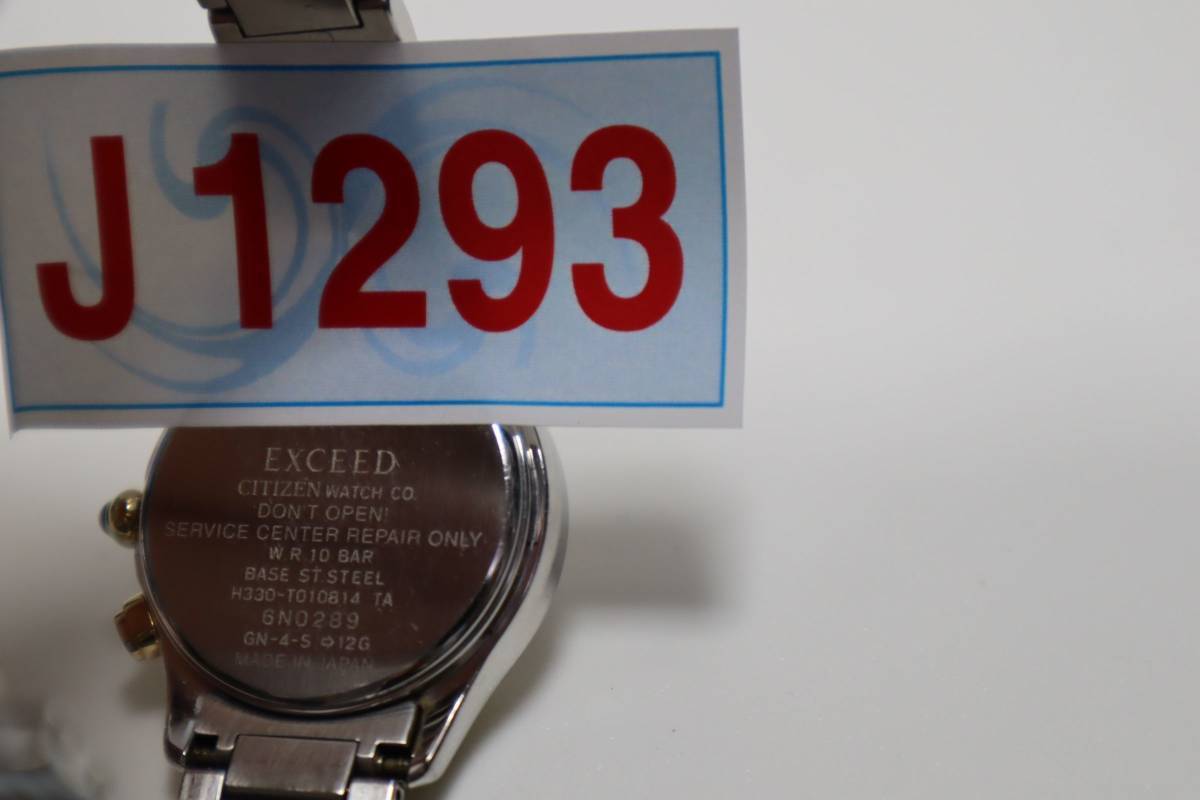 J1293
EXCEED
CITIZEN WATCH CO.
DON'T OPEN!
SERVICE CENTER REPAIR ONLY
W.R.10 BAR
BASE ST.STEEL
H330-T010814 TA
6N0289
GN-4-S ⇨12G
MADE IN JAPAN